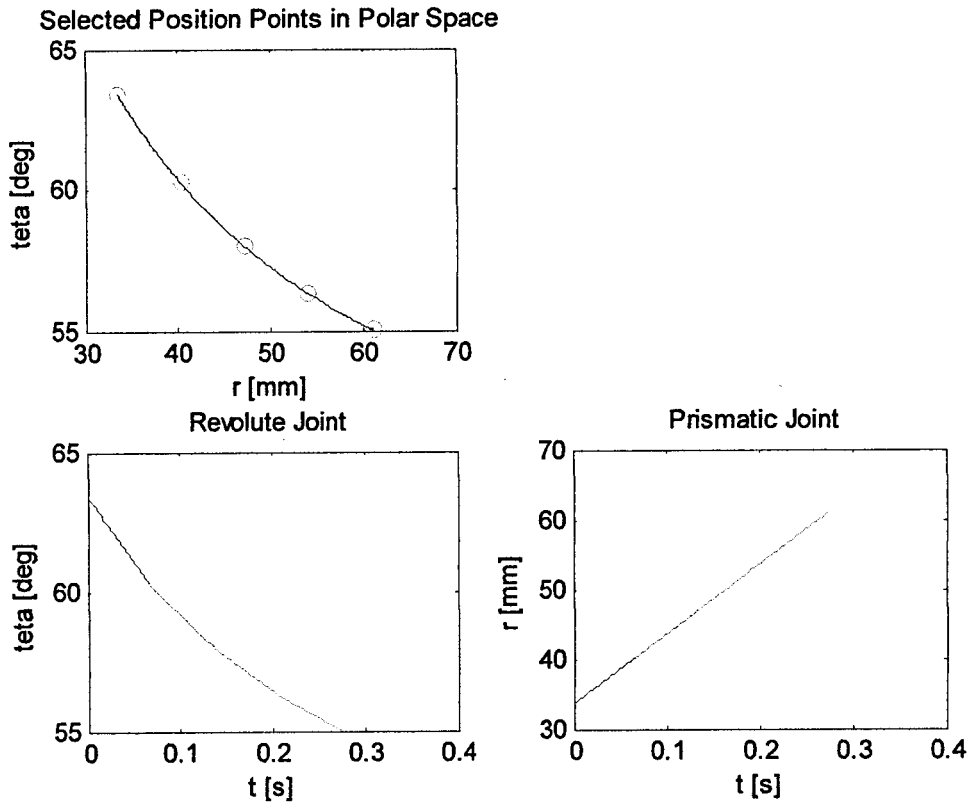 Selected Position Points in Polar Space
65
60
55
teta [deg]
30 40 50 60 70
r [mm]
Revolute Joint
65
60
55
teta [deg]
0 0.1 0.2 0.3 0.4
t [s]
Prismatic Joint
70
60
50
40
30
r [mm]
0 0.1 0.2 0.3 0.4
t [s]